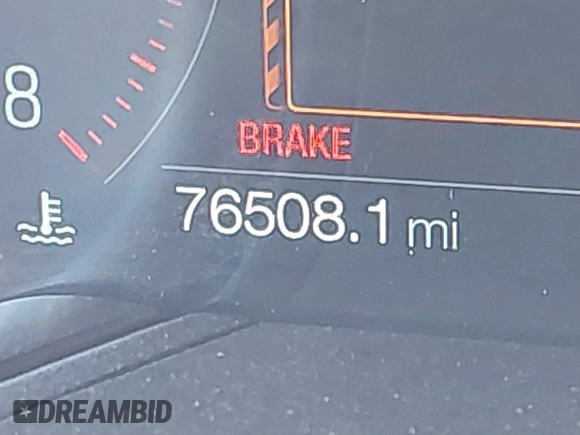 8
BRAKE
76508.1 mi
DREAMBID